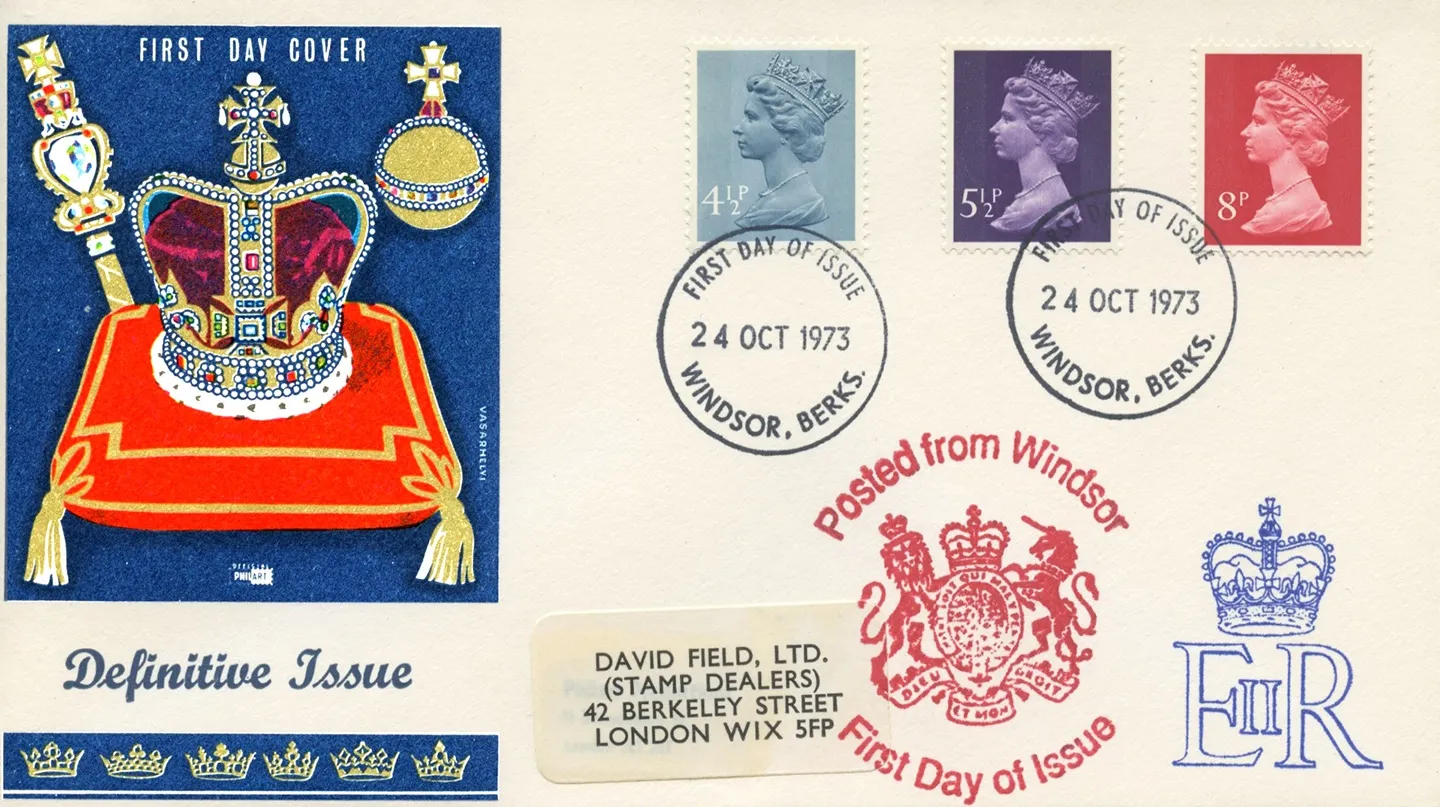 FIRST DAY COVER
VASARHELYI
OFFICIAL
PHILART
Definitive Issue
4½P
5½P
8P
FIRST DAY OF ISSUE
24 OCT 1973
WINDSOR, BERKS.
FIRST DAY OF ISSUE
24 OCT 1973
WINDSOR, BERKS.
Posted from Windsor
QUI MAL Y
DIEU ET MON DROIT
First Day of Issue
DAVID FIELD, LTD.
(STAMP DEALERS)
42 BERKELEY STREET
LONDON WIX 5FP
EIIR